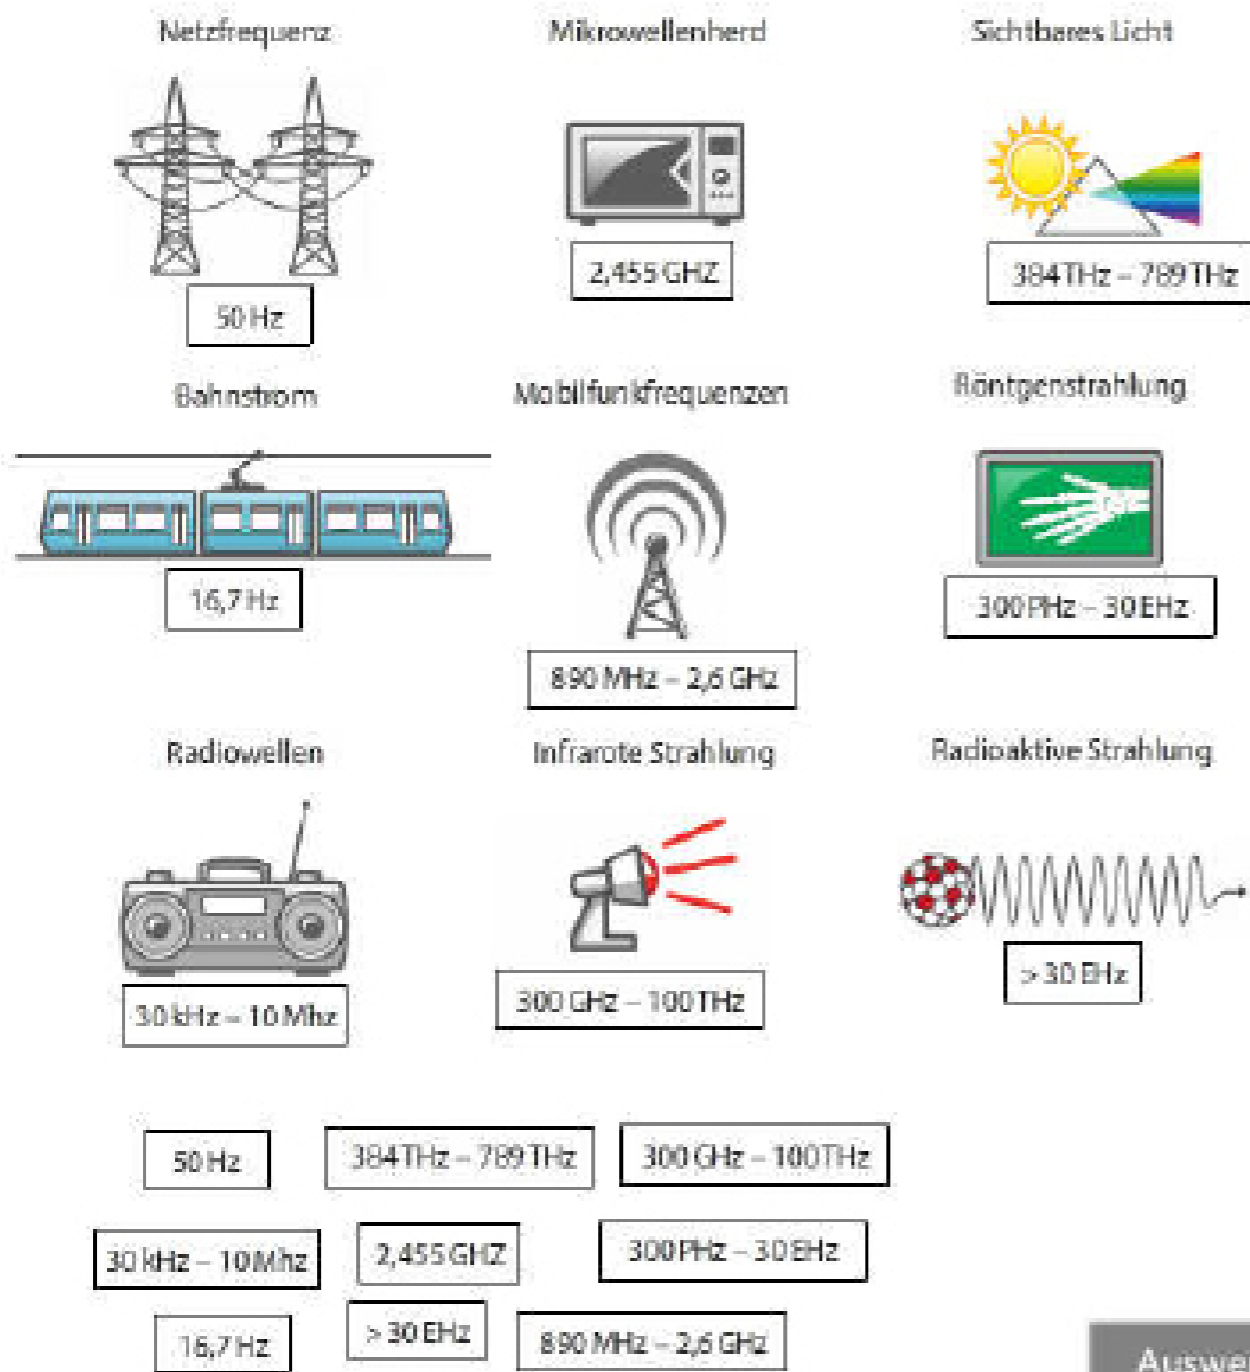 Netzfrequenz
Mikrowellenherd
Sichtbares Licht
50 Hz
2,455 GHZ
384 THz – 789 THz
Bahnstrom
Mobilfunkfrequenzen
Röntgenstrahlung
16,7 Hz
890 MHz – 2,6 GHz
300 PHz – 30 EHz
Radiowellen
Infrarote Strahlung
Radioaktive Strahlung
30 kHz – 10 Mhz
300 GHz – 100 THz
> 30 EHz
50 Hz
384 THz – 789 THz
300 GHz – 100 THz
30 kHz – 10 Mhz
2,455 GHZ
300 PHz – 30 EHz
16,7 Hz
> 30 EHz
890 MHz – 2,6 GHz